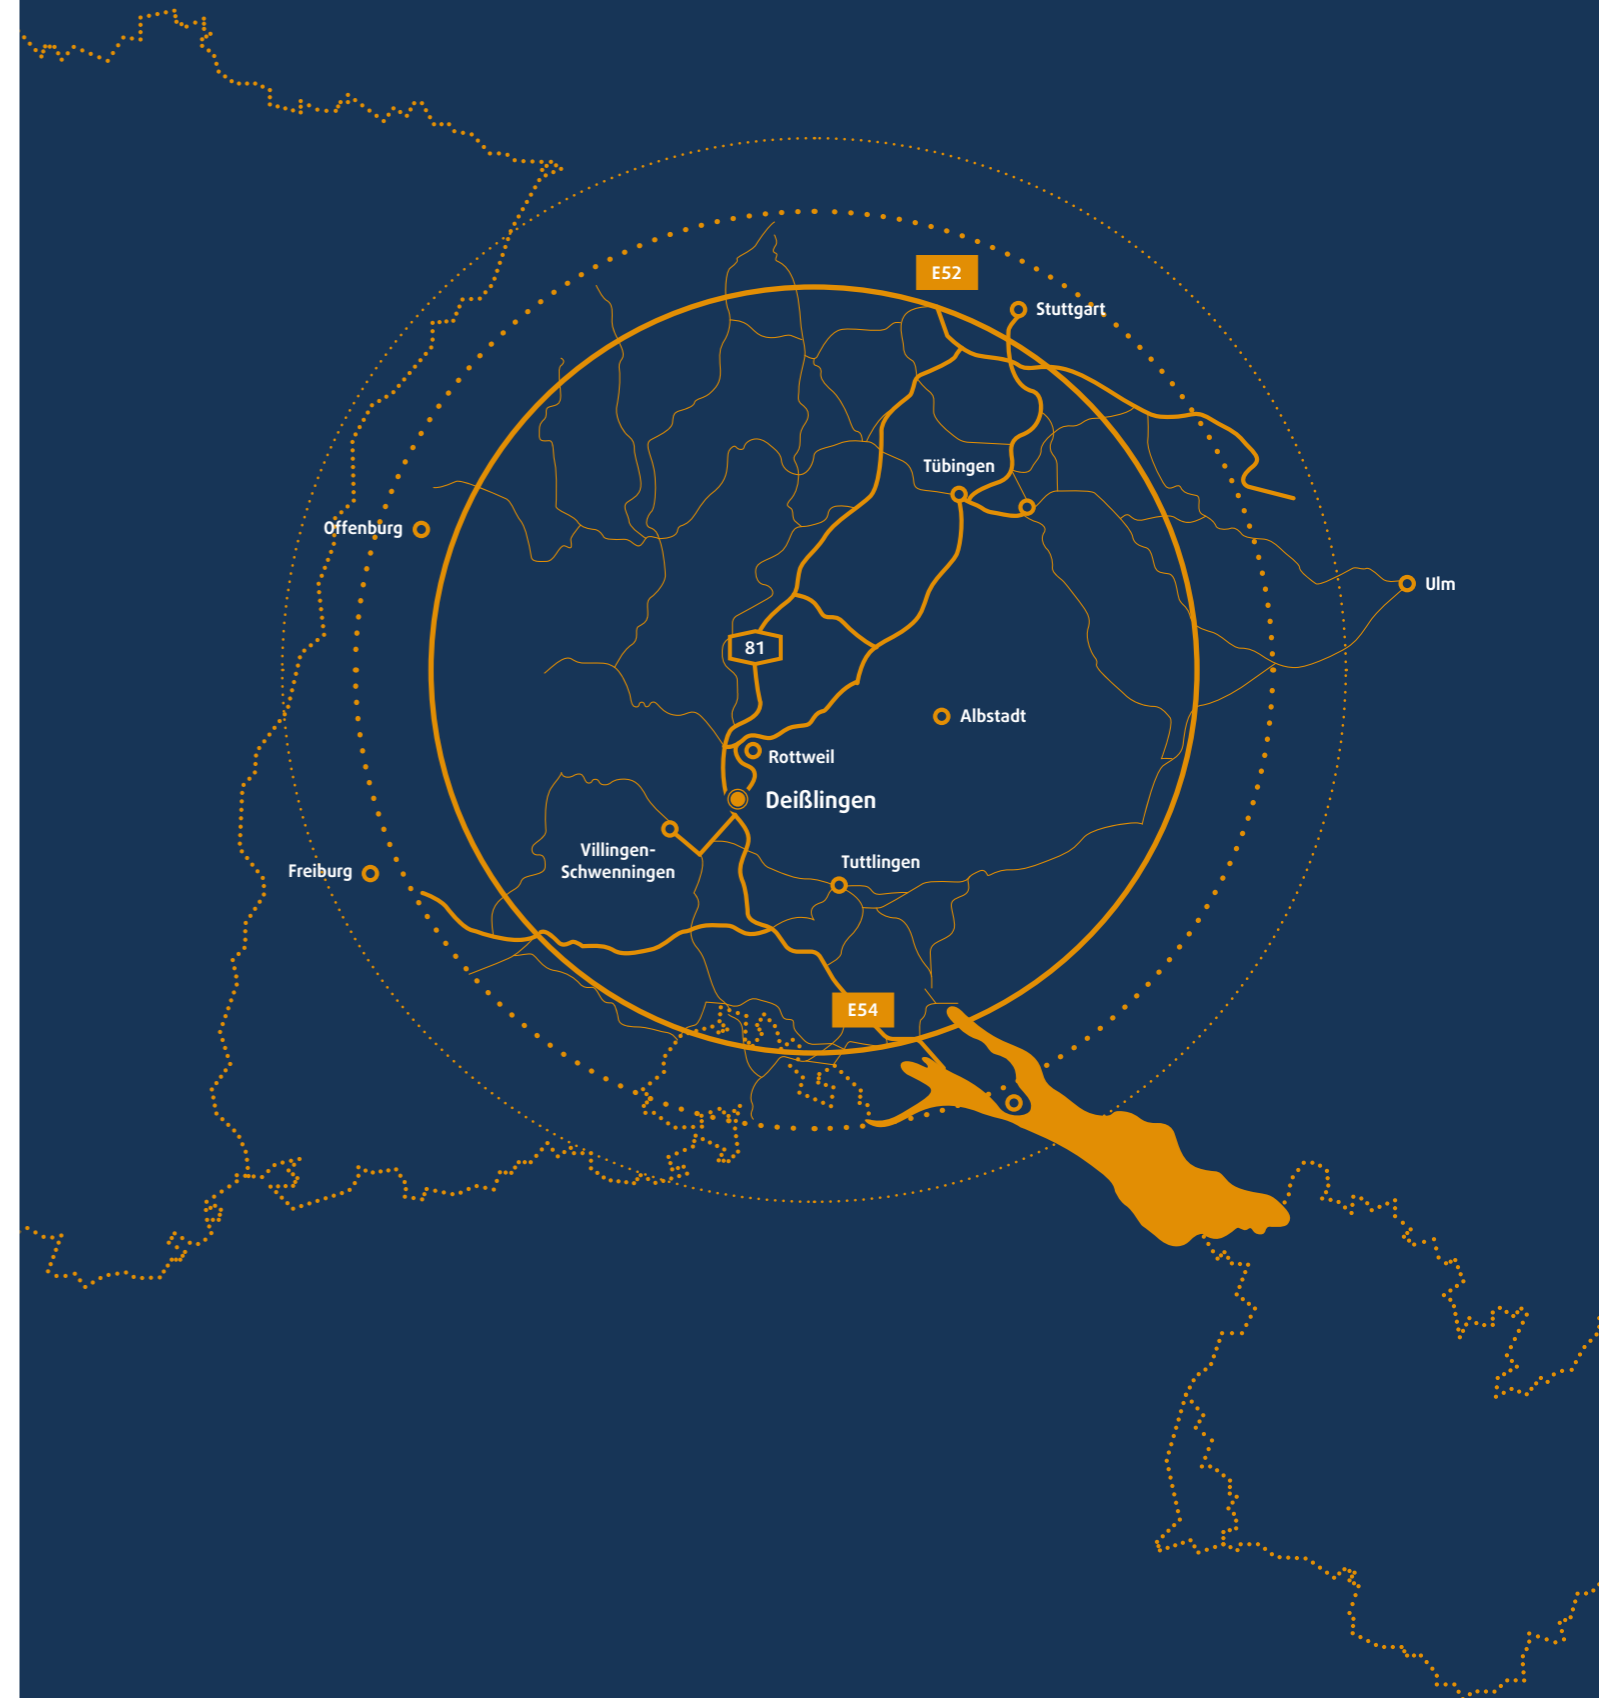 E52
Stuttgart
Tübingen
Offenburg
Ulm
81
Albstadt
Rottweil
Deißlingen
Villingen-
Schwenningen
Tuttlingen
Freiburg
E54